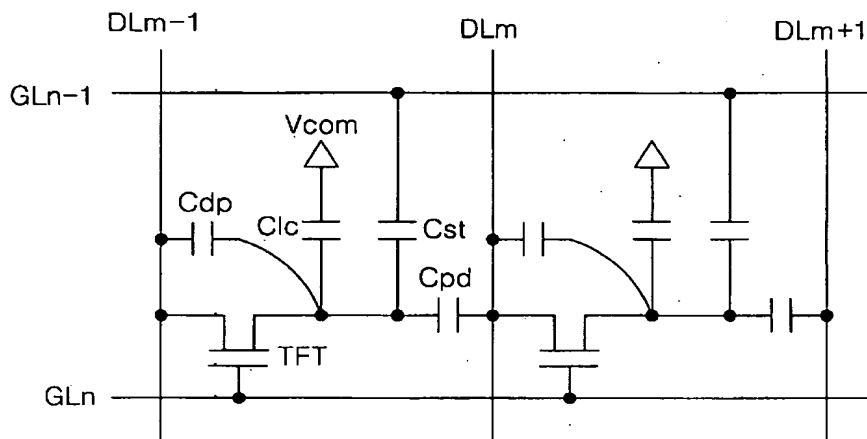 DLm-1
DLm
DLm+1
GLn-1
Vcom
Cdp
Clc
Cst
Cpd
TFT
GLn